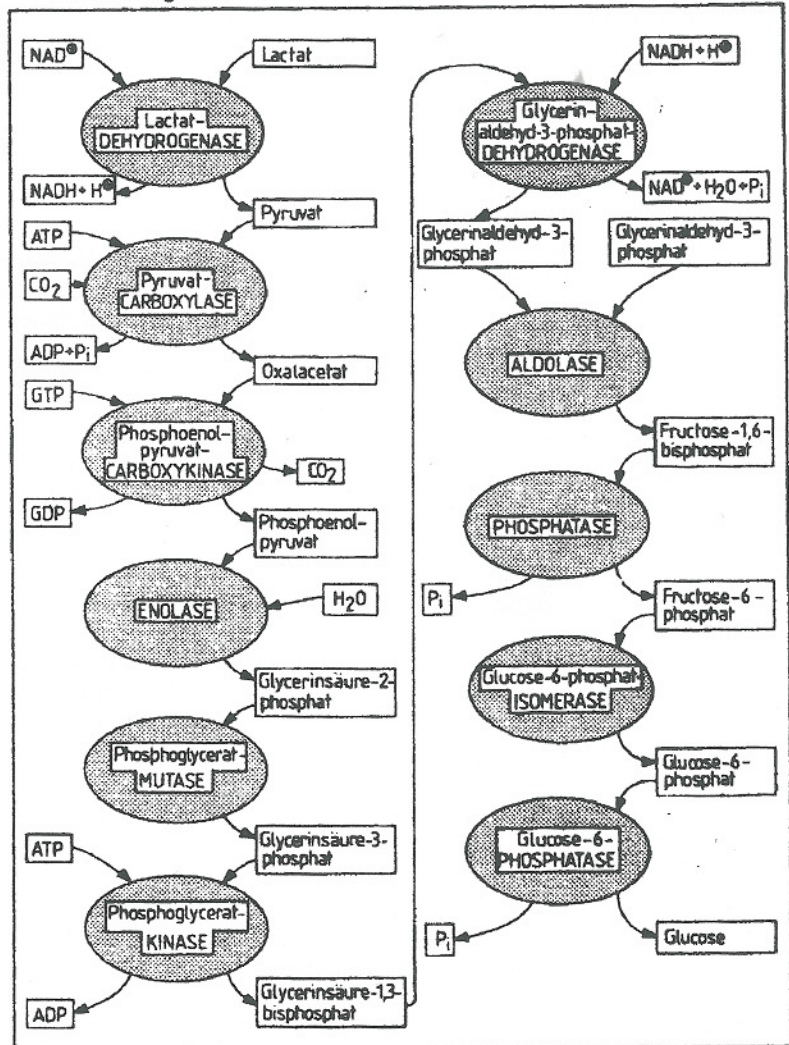 NAD⊕
Lactat
Lactat-
DEHYDROGENASE
NADH+H⊕
Pyruvat
ATP
CO₂
Pyruvat-
CARBOXYLASE
ADP+Pi
Oxalacetat
GTP
Phosphoenol-
pyruvat-
CARBOXYKINASE
CO₂
GDP
Phosphoenol-
pyruvat
ENOLASE
H₂O
Glycerinsäure-2-
phosphat
Phosphoglycerat-
MUTASE
Glycerinsäure-3-
phosphat
ATP
Phosphoglycerat-
KINASE
ADP
Glycerinsäure-1,3-
bisphosphat
NADH+H⊕
Glycerin-
aldehyd-3-phosphat-
DEHYDROGENASE
NAD⊕+H₂O+Pi
Glycerinaldehyd-3-
phosphat
Glycerinaldehyd-3-
phosphat
ALDOLASE
Fructose-1,6-
bisphosphat
PHOSPHATASE
Pi
Fructose-6-
phosphat
Glucose-6-phosphat-
ISOMERASE
Glucose-6-
phosphat
Glucose-6-
PHOSPHATASE
Pi
Glucose